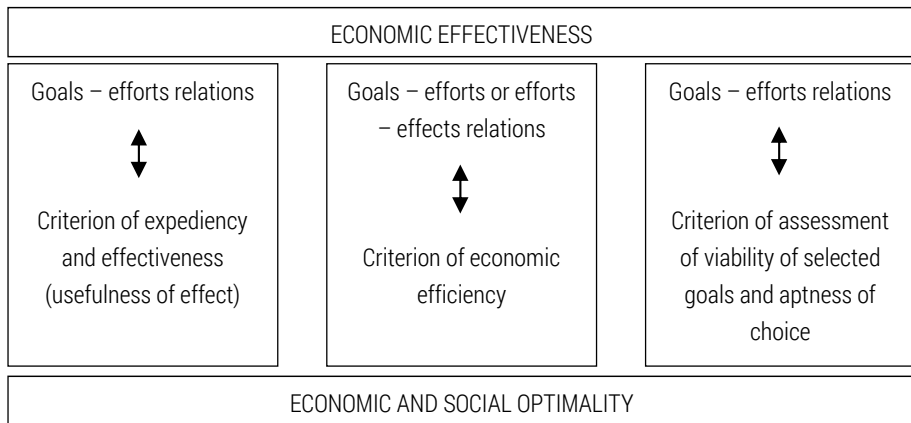 ECONOMIC EFFECTIVENESS
Goals – efforts relations
Criterion of expediency
and effectiveness
(usefulness of effect)
Goals – efforts or efforts
– effects relations
Criterion of economic
efficiency
Goals – efforts relations
Criterion of assessment
of viability of selected
goals and aptness of
choice
ECONOMIC AND SOCIAL OPTIMALITY